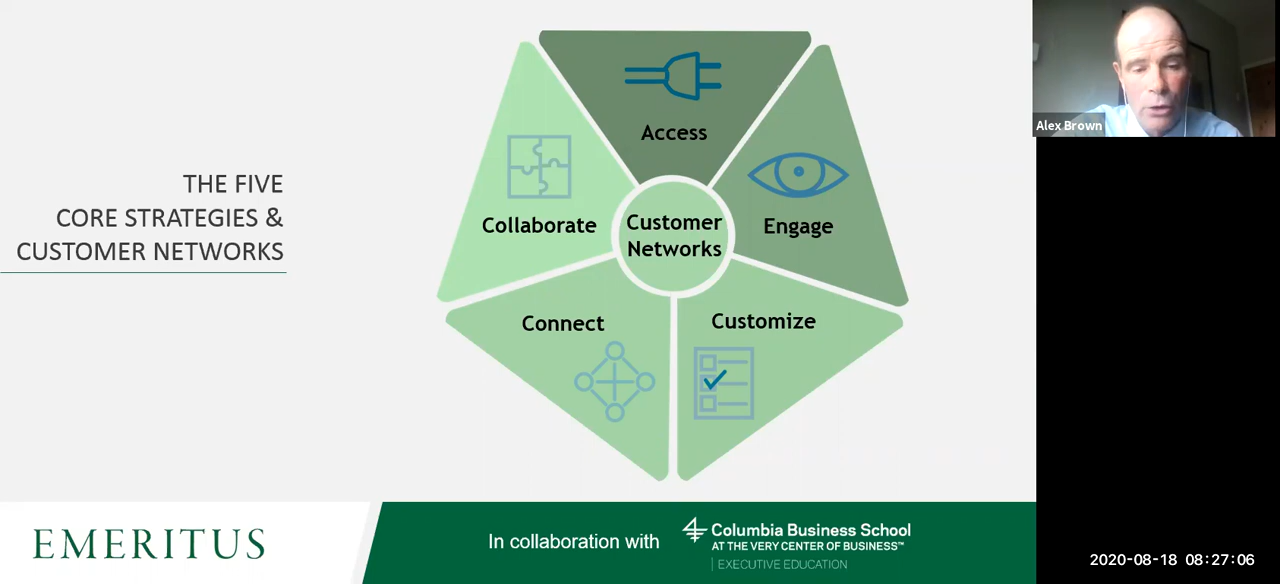 THE FIVE
CORE STRATEGIES &
CUSTOMER NETWORKS
Access
Engage
Customize
Connect
Collaborate
Customer
Networks
EMERITUS
In collaboration with
Columbia Business School
AT THE VERY CENTER OF BUSINESS™
EXECUTIVE EDUCATION
Alex Brown
2020-08-18 08:27:06